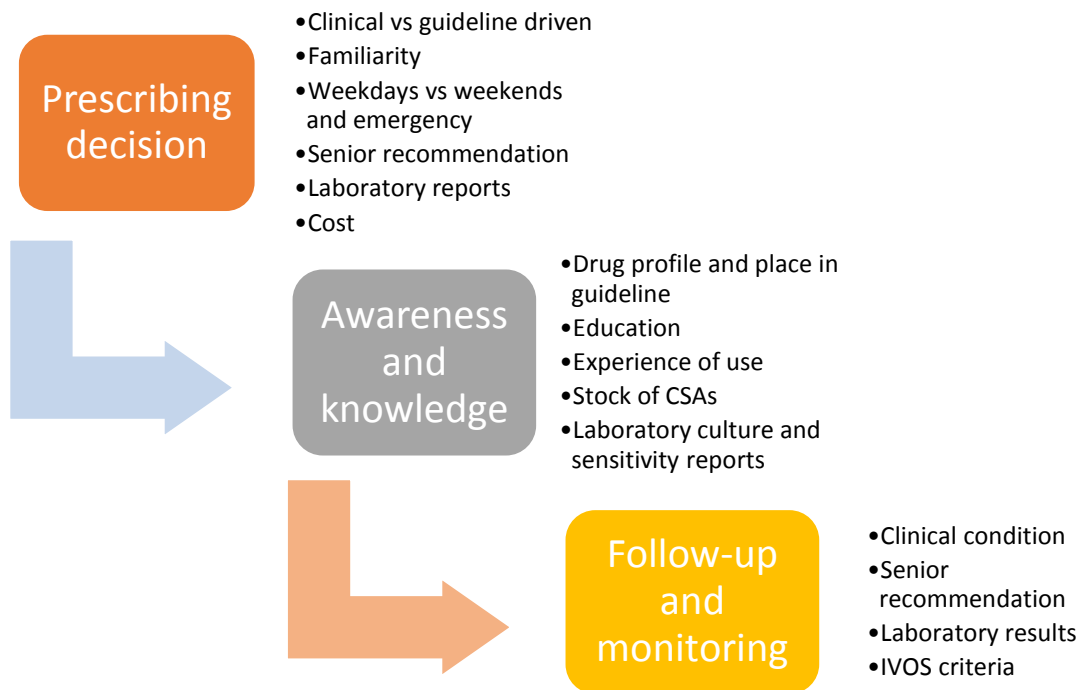 Prescribing
decision
•Clinical vs guideline driven
•Familiarity
•Weekdays vs weekends
and emergency
•Senior recommendation
•Laboratory reports
•Cost
Awareness
and
knowledge
•Drug profile and place in
guideline
•Education
•Experience of use
•Stock of CSAs
•Laboratory culture and
sensitivity reports
Follow-up
and
monitoring
•Clinical condition
•Senior
recommendation
•Laboratory results
•IVOS criteria